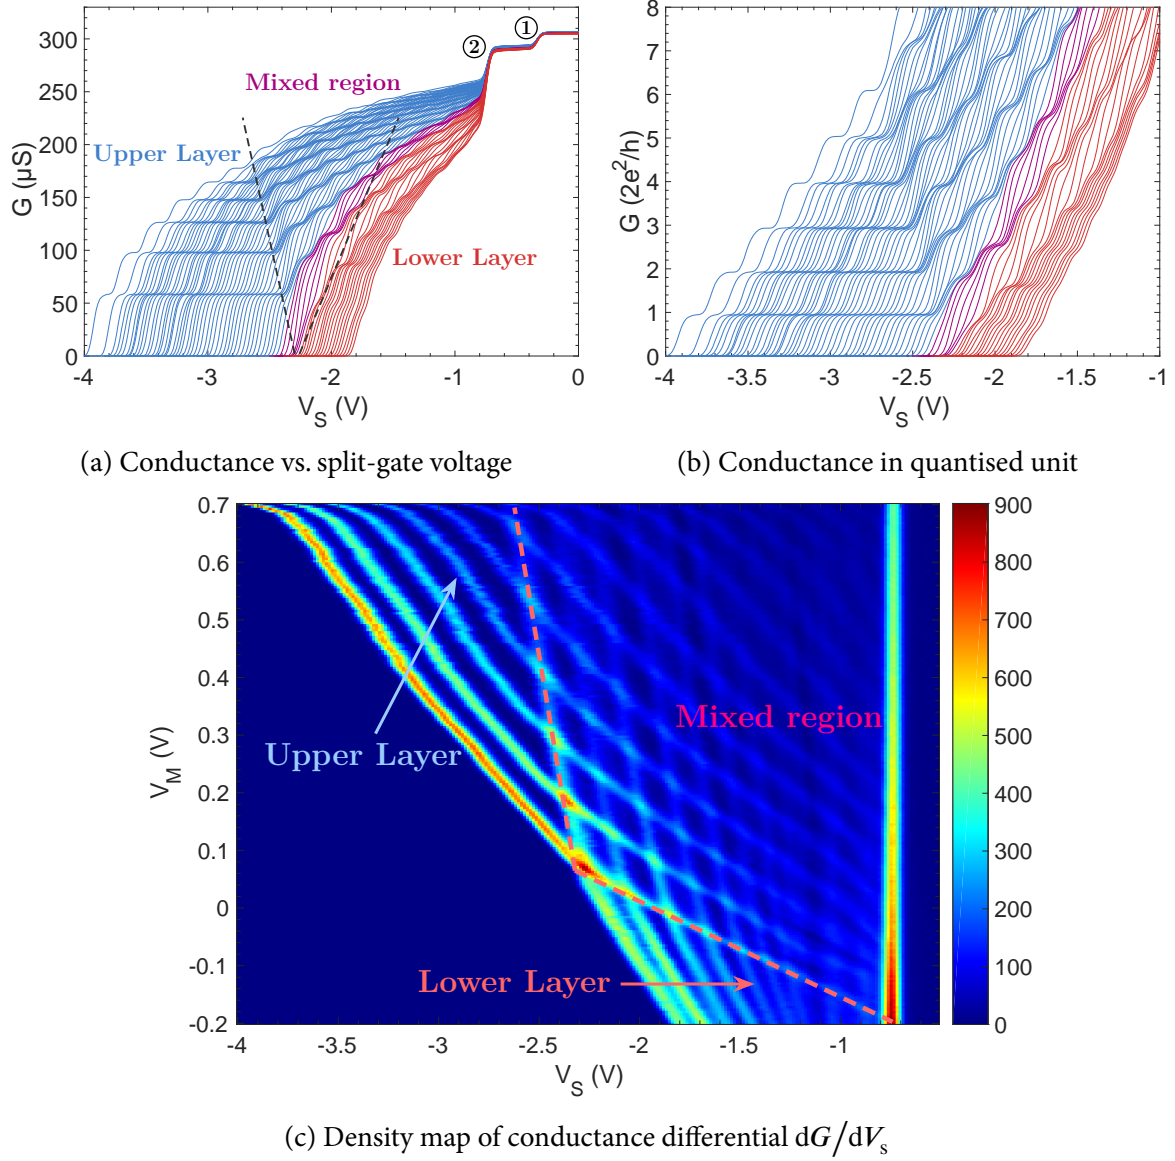 300
250
200
150
100
50
0
G (µS)
② ①
Mixed region
Upper Layer
Lower Layer
-4 -3 -2 -1 0
V_S (V)
8
7
6
5
4
3
2
1
0
G (2e²/h)
-4 -3.5 -3 -2.5 -2 -1.5 -1
V_S (V)
(a) Conductance vs. split-gate voltage
(b) Conductance in quantised unit
0.7
0.6
0.5
0.4
0.3
0.2
0.1
0
-0.1
-0.2
V_M (V)
Upper Layer
Mixed region
Lower Layer
-4 -3.5 -3 -2.5 -2 -1.5 -1
V_S (V)
900
800
700
600
500
400
300
200
100
0
(c) Density map of conductance differential dG/dV_s